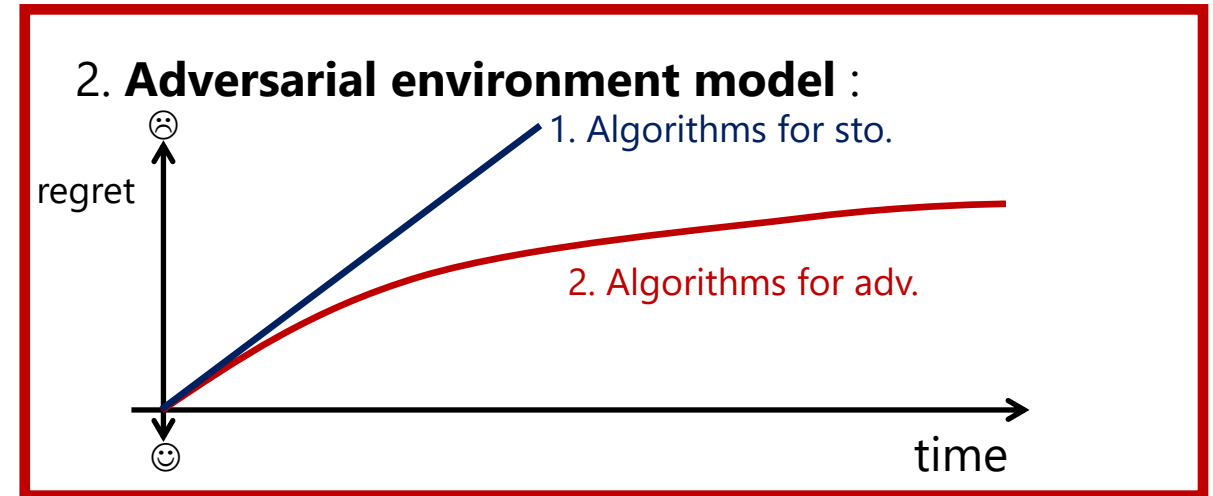 2. Adversarial environment model :
☹
1. Algorithms for sto.
regret
2. Algorithms for adv.
☺
time